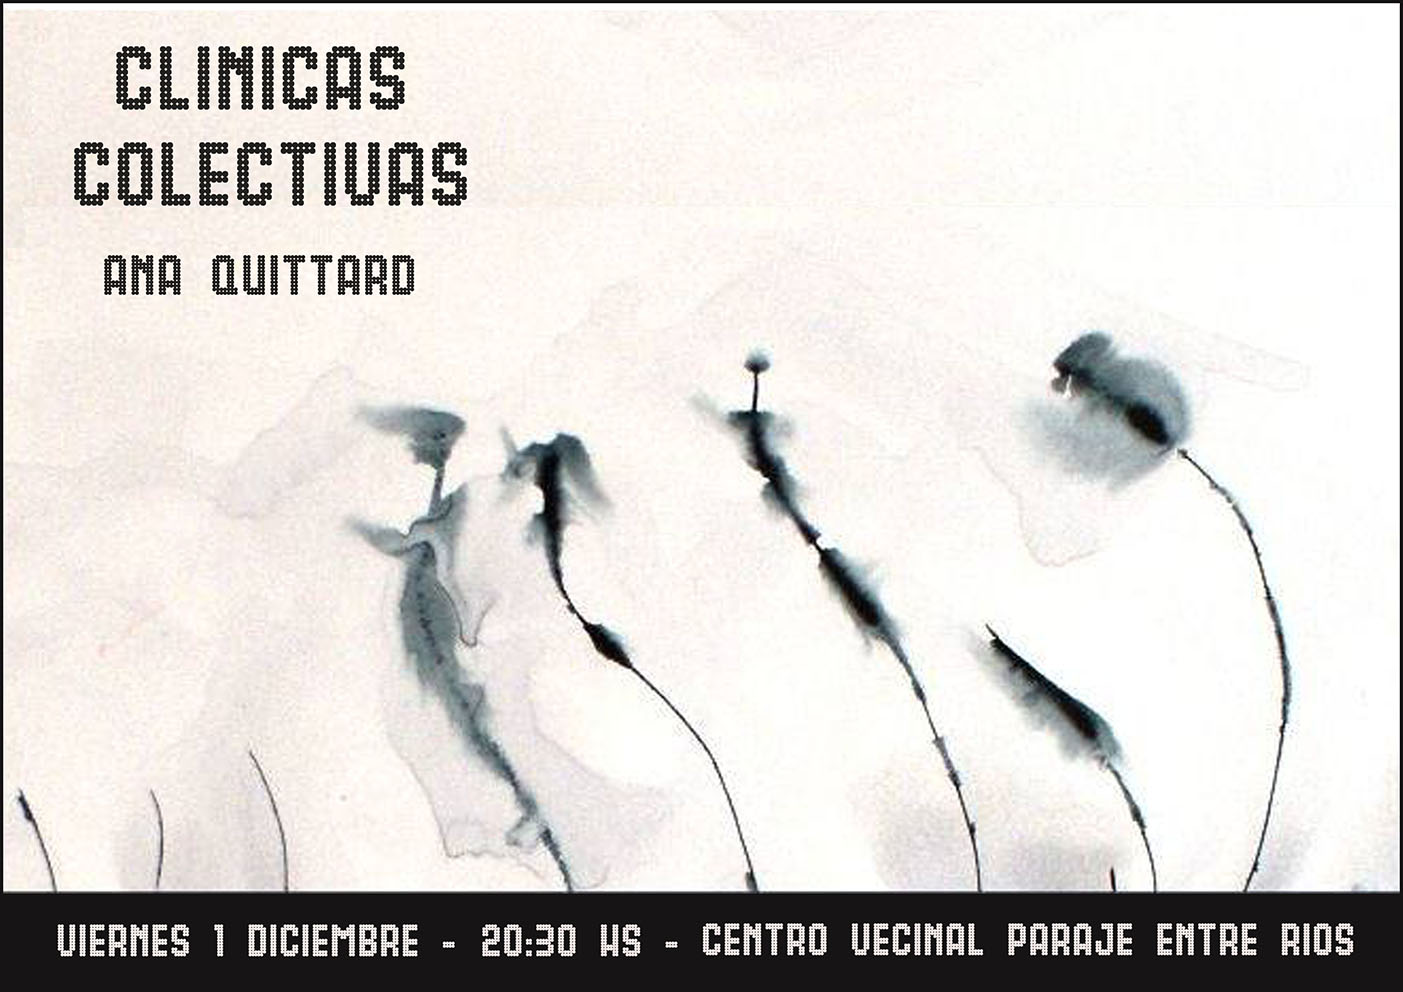 CLINICAS
COLECTIVAS
ANA QUITTARD
VIERNES 1 DICIEMBRE - 20:30 HS - CENTRO VECINAL PARAJE ENTRE RIOS